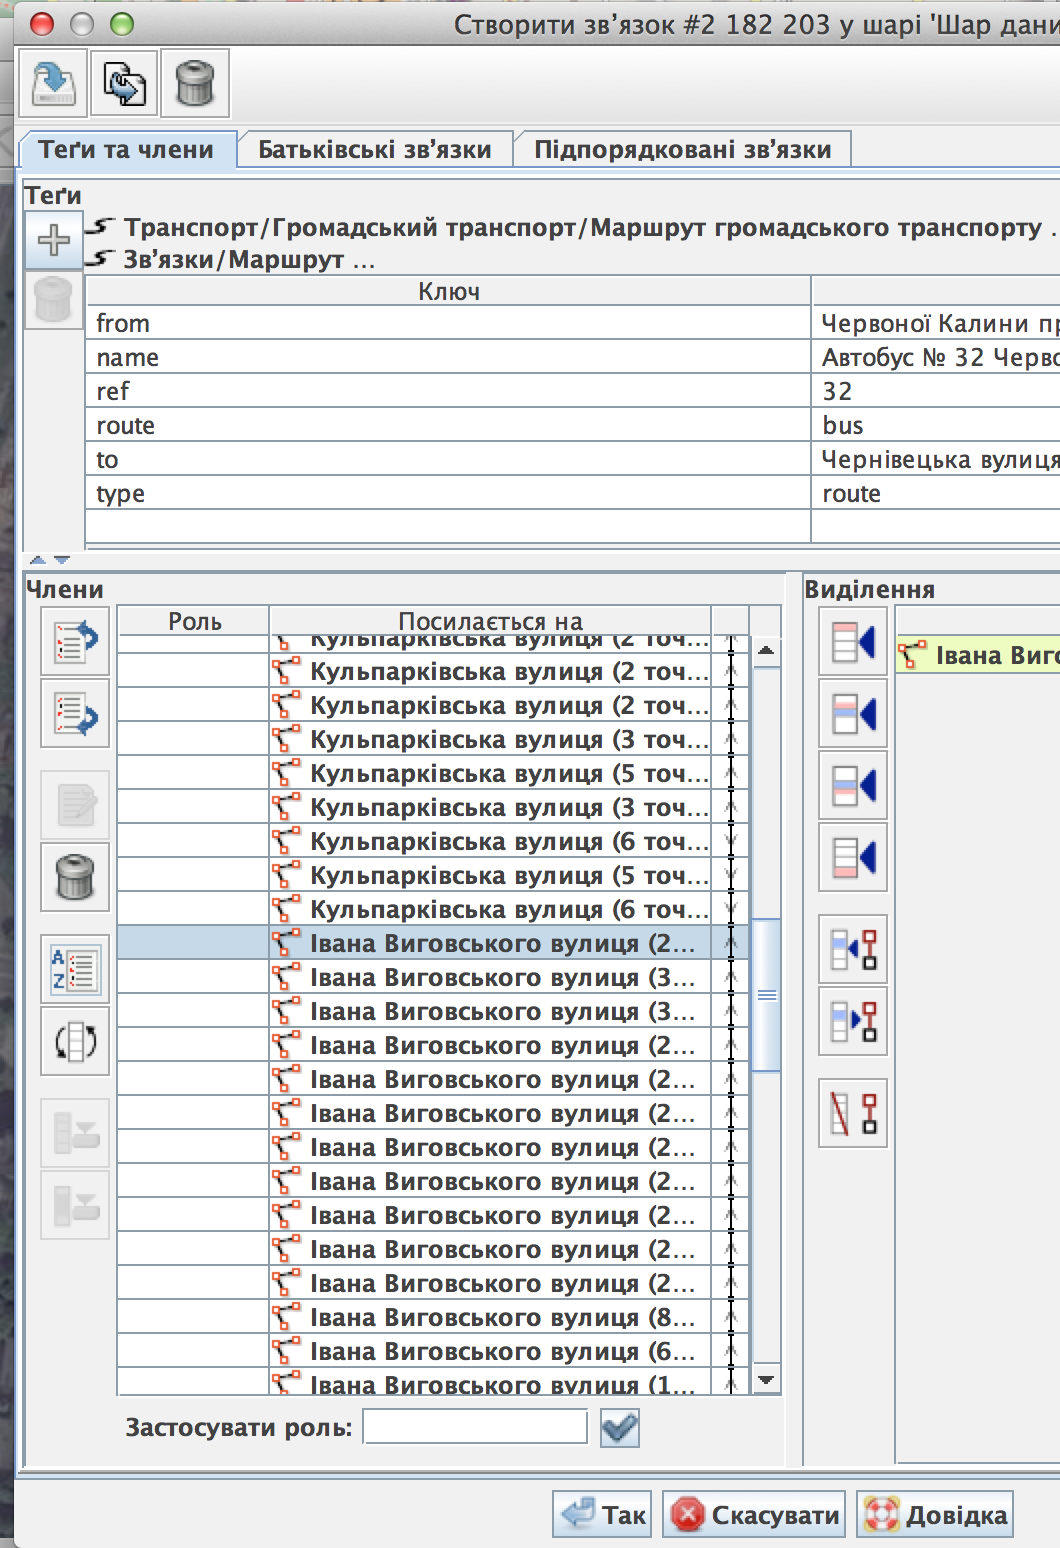 Створити зв’язок #2 182 203 у шарі 'Шар дани
Теґи та члени
Батьківські зв’язки
Підпорядковані зв’язки
Теґи
Транспорт/Громадський транспорт/Маршрут громадського транспорту .
Зв’язки/Маршрут ...
Ключ
from Червоної Калини пр
name Автобус № 32 Черво
ref 32
route bus
to Чернівецька вулиця
type route
Члени
Виділення
Роль Посилається на
Кульпарківська вулиця (2 точ...
Кульпарківська вулиця (2 точ...
Кульпарківська вулиця (2 точ...
Кульпарківська вулиця (3 точ...
Кульпарківська вулиця (5 точ...
Кульпарківська вулиця (3 точ...
Кульпарківська вулиця (6 точ...
Кульпарківська вулиця (5 точ...
Кульпарківська вулиця (6 точ...
Івана Виговського вулиця (2...
Івана Виговського вулиця (3...
Івана Виговського вулиця (3...
Івана Виговського вулиця (2...
Івана Виговського вулиця (2...
Івана Виговського вулиця (2...
Івана Виговського вулиця (2...
Івана Виговського вулиця (2...
Івана Виговського вулиця (2...
Івана Виговського вулиця (2...
Івана Виговського вулиця (2...
Івана Виговського вулиця (8...
Івана Виговського вулиця (6...
Івана Виговського вулиця (1...
Івана Виго
Застосувати роль:
Так
Скасувати
Довідка